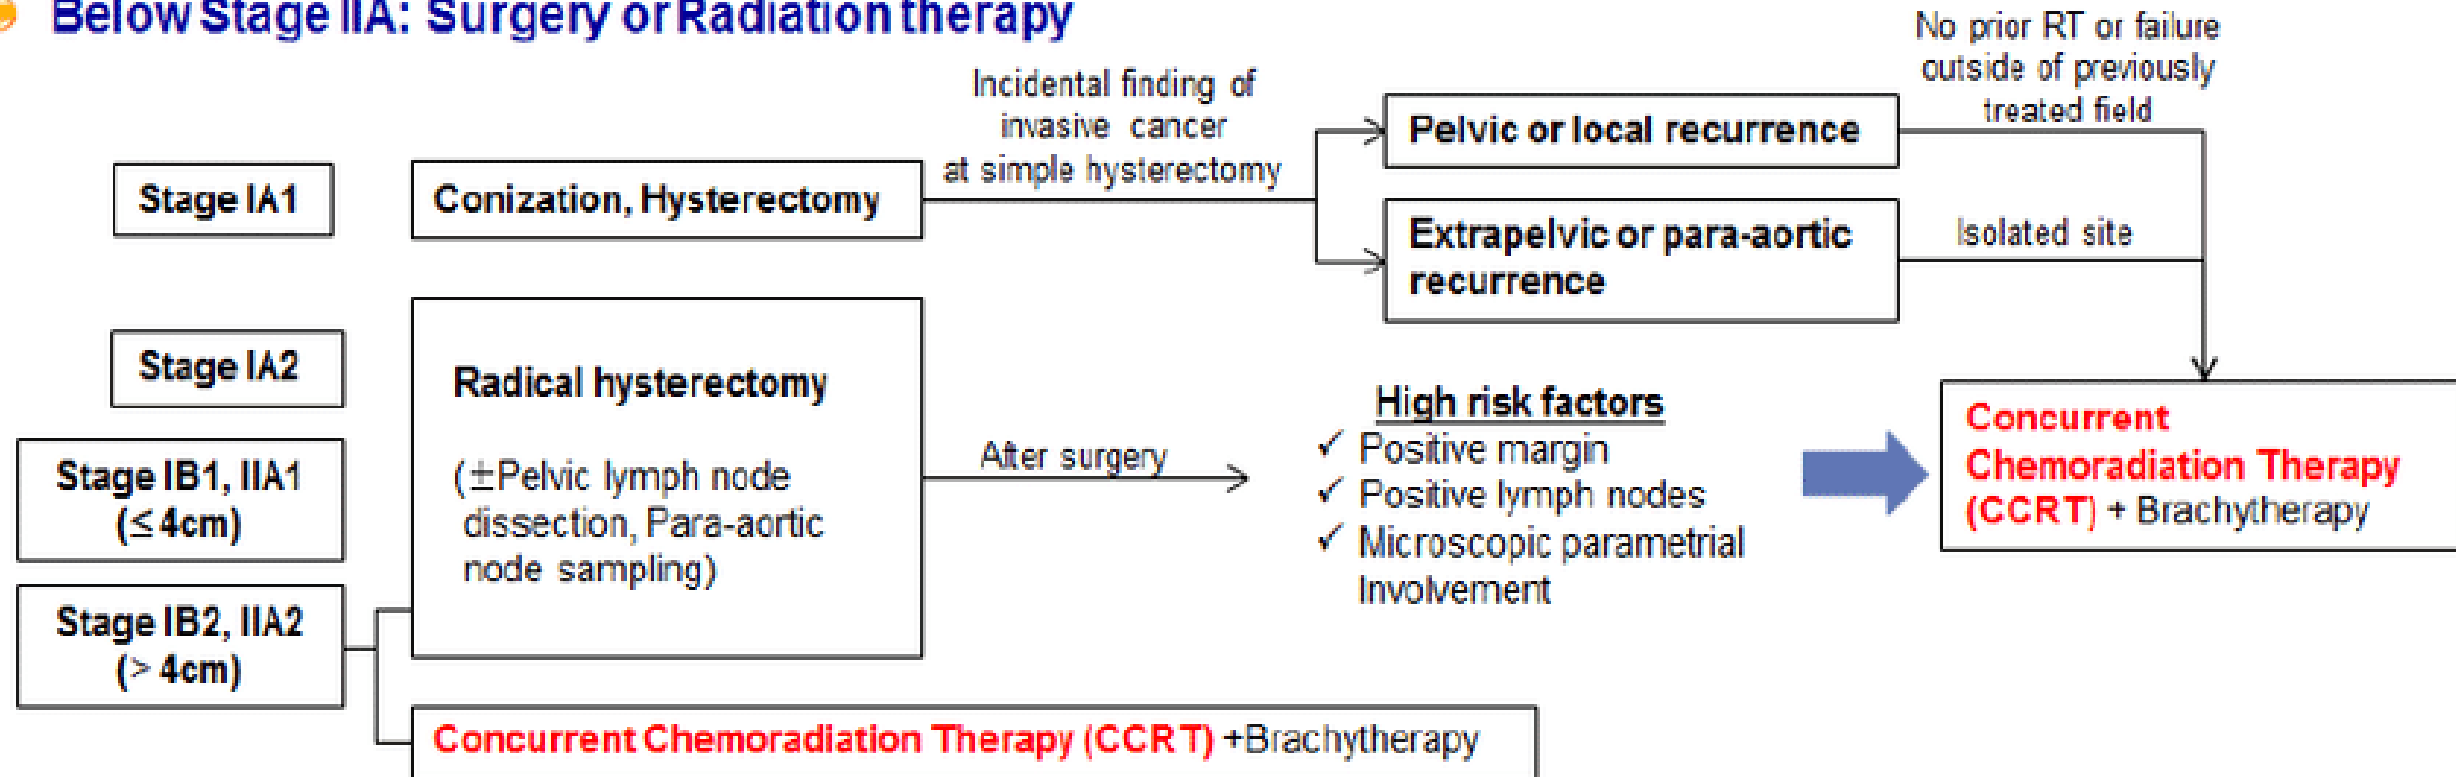 Below Stage IIA: Surgery or Radiation therapy
No prior RT or failure
outside of previously
treated field
Incidental finding of
invasive cancer
at simple hysterectomy
Pelvic or local recurrence
Stage IA1
Conization, Hysterectomy
Extrapelvic or para-aortic
recurrence
Isolated site
Stage IA2
Radical hysterectomy
(±Pelvic lymph node
dissection, Para-aortic
node sampling)
Stage IB1, IIA1
(≤4cm)
After surgery
High risk factors
✓ Positive margin
✓ Positive lymph nodes
✓ Microscopic parametrial
Involvement
Concurrent
Chemoradiation Therapy
(CCRT) + Brachytherapy
Stage IB2, IIA2
(> 4cm)
Concurrent Chemoradiation Therapy (CCRT) +Brachytherapy